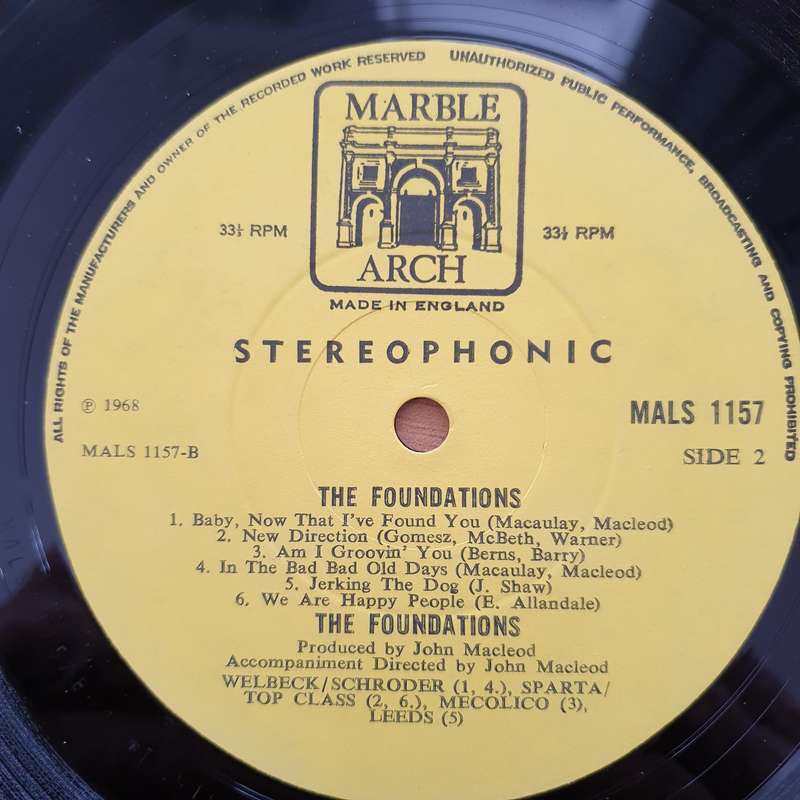 ALL RIGHTS OF THE MANUFACTURERS AND OWNER OF THE RECORDED WORK RESERVED
UNAUTHORIZED PUBLIC PERFORMANCE, BROADCASTING AND COPYING PROHIBITED
MARBLE
ARCH
33⅓ RPM
33⅓ RPM
MADE IN ENGLAND
STEREOPHONIC
℗ 1968
MALS 1157
MALS 1157-B
SIDE 2
THE FOUNDATIONS
1. Baby, Now That I've Found You (Macaulay, Macleod)
2. New Direction (Gomesz, McBeth, Warner)
3. Am I Groovin' You (Berns, Barry)
4. In The Bad Bad Old Days (Macaulay, Macleod)
5. Jerking The Dog (J. Shaw)
6. We Are Happy People (E. Allandale)
THE FOUNDATIONS
Produced by John Macleod
Accompaniment Directed by John Macleod
WELBECK/SCHRODER (1, 4.), SPARTA/
TOP CLASS (2, 6.), MECOLICO (3),
LEEDS (5)